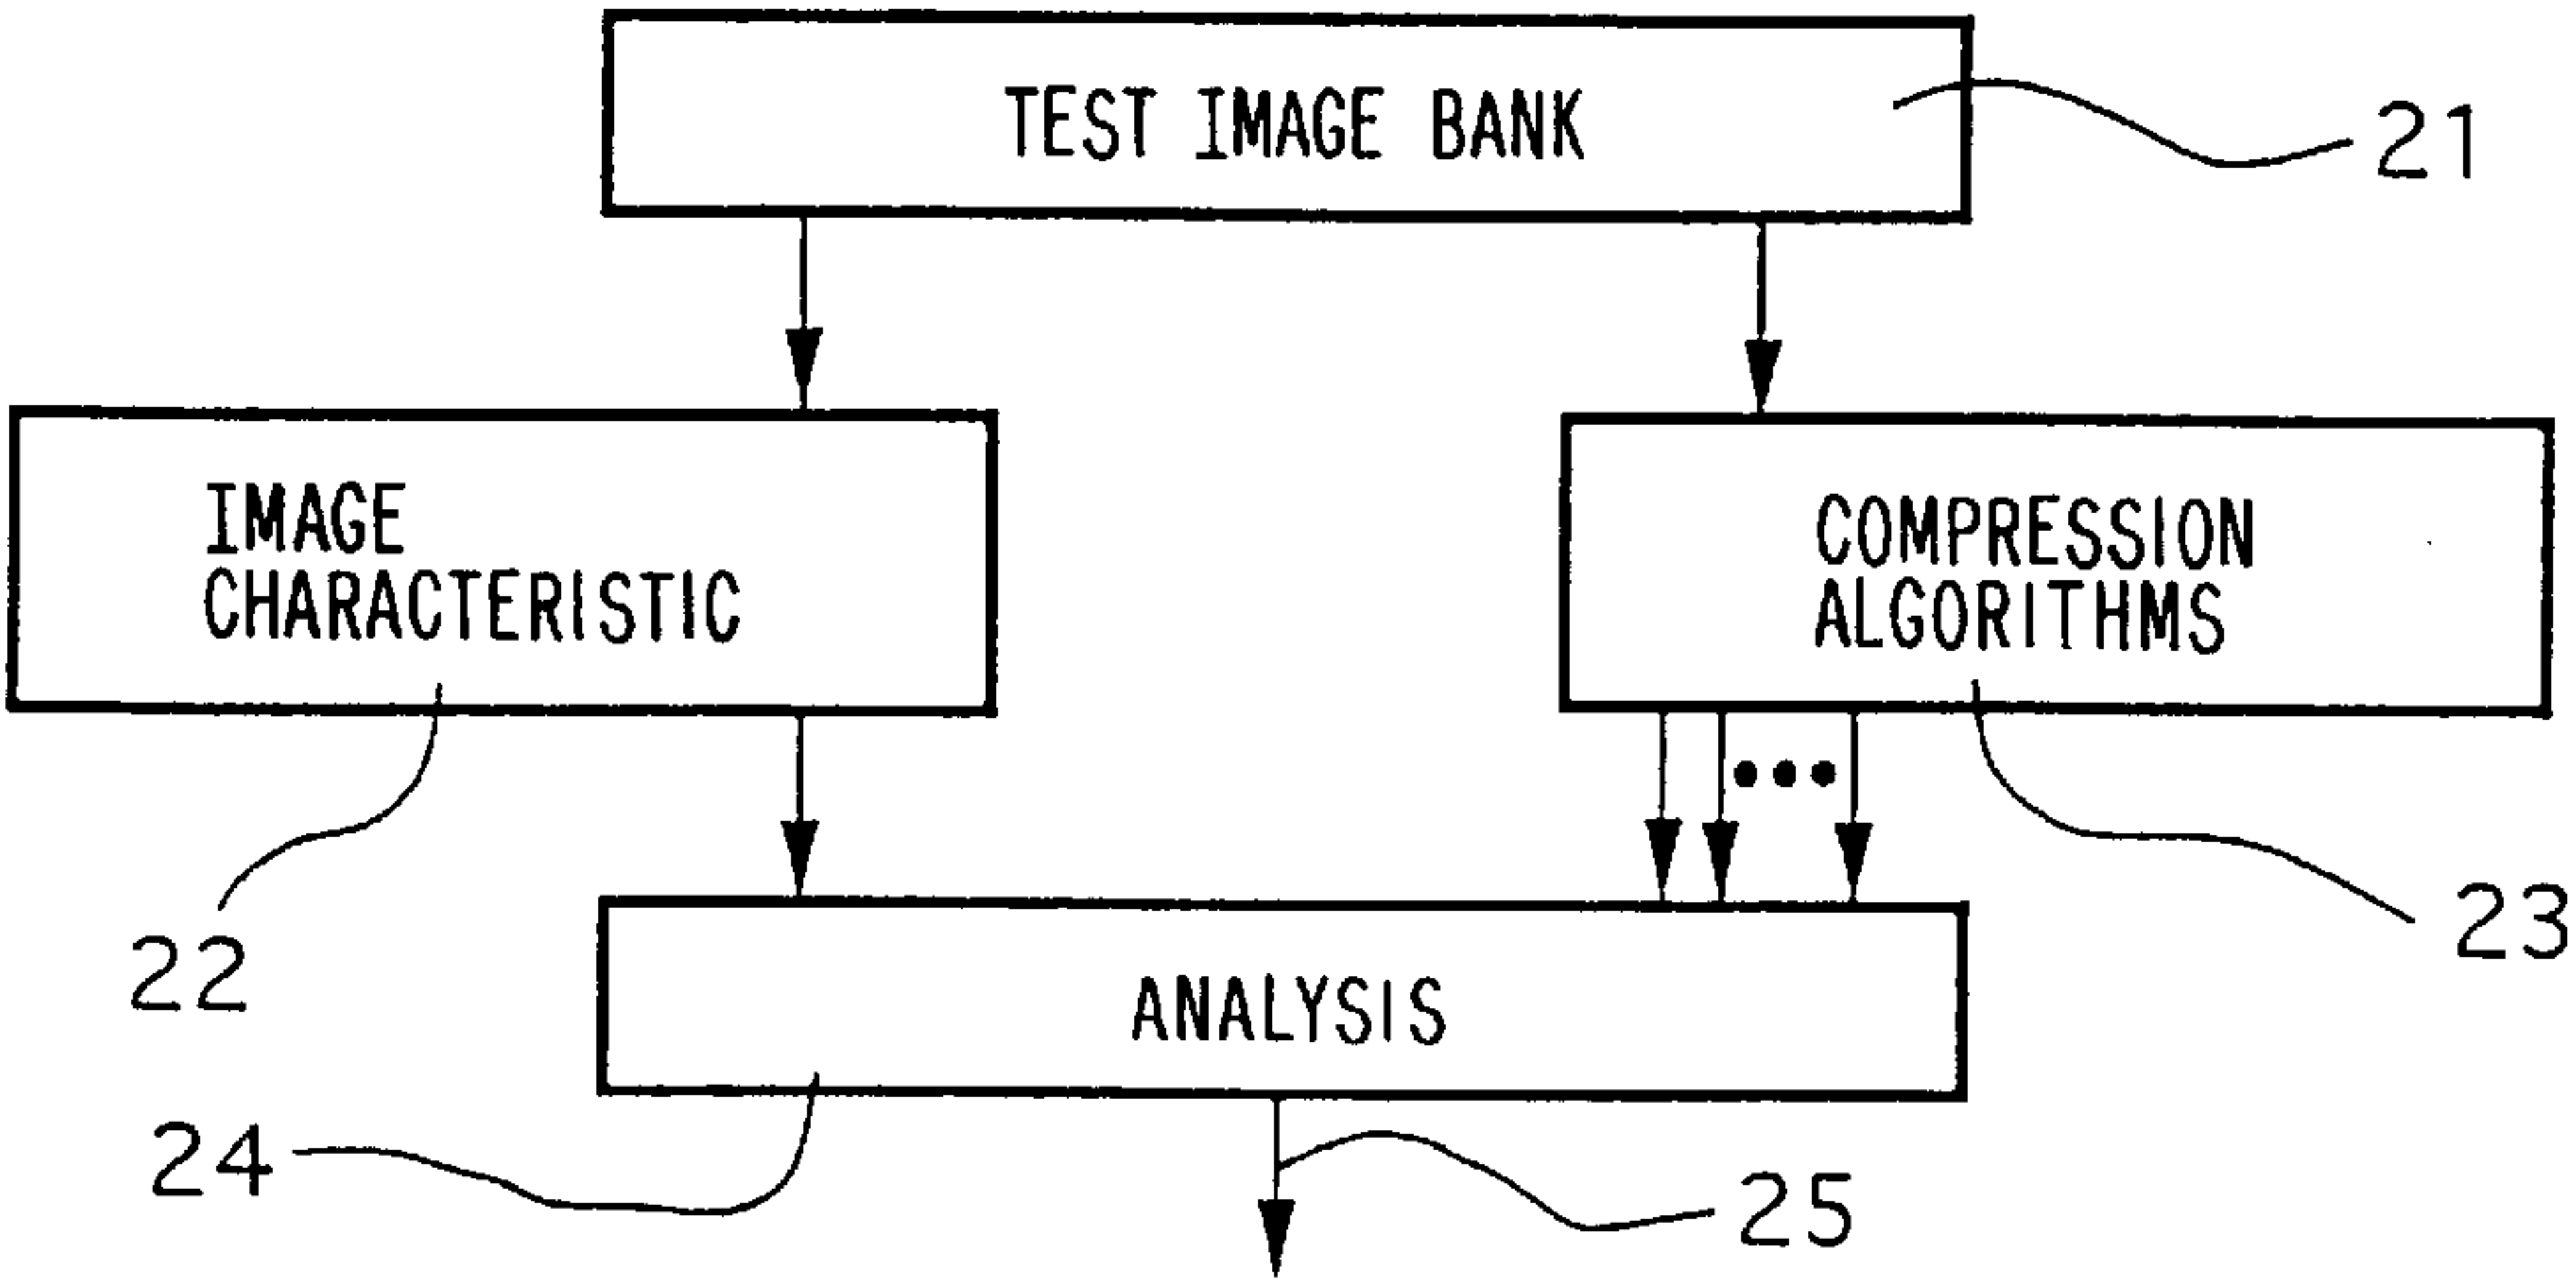 TEST IMAGE BANK
21
IMAGE
CHARACTERISTIC
COMPRESSION
ALGORITHMS
22
23
ANALYSIS
24
25